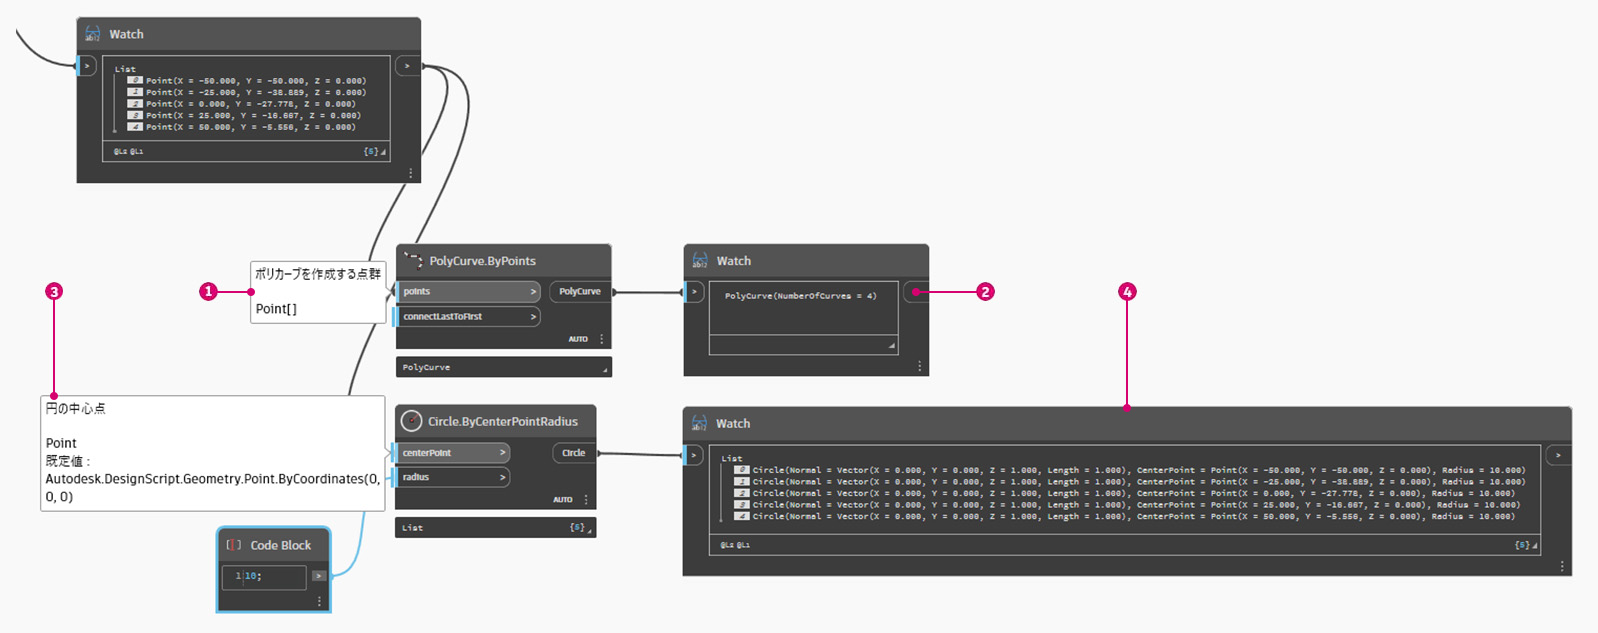 Watch
>
>
List
0 Point(X = -50.000, Y = -50.000, Z = 0.000)
1 Point(X = -25.000, Y = -38.889, Z = 0.000)
2 Point(X = 0.000, Y = -27.778, Z = 0.000)
3 Point(X = 25.000, Y = -16.667, Z = 0.000)
4 Point(X = 50.000, Y = -5.556, Z = 0.000)
@L2 @L1
{5}
1
ポリカーブを作成する点群
Point[]
PolyCurve.ByPoints
points >
PolyCurve
connectLastToFirst >
AUTO
PolyCurve
Watch
>
PolyCurve(NumberOfCurves = 4)
2
3
円の中心点
Point
既定値 :
Autodesk.DesignScript.Geometry.Point.ByCoordinates(0,
0, 0)
Circle.ByCenterPointRadius
centerPoint >
Circle
radius >
AUTO
List {5}
4
Watch
>
>
List
0 Circle(Normal = Vector(X = 0.000, Y = 0.000, Z = 1.000, Length = 1.000), CenterPoint = Point(X = -50.000, Y = -50.000, Z = 0.000), Radius = 10.000)
1 Circle(Normal = Vector(X = 0.000, Y = 0.000, Z = 1.000, Length = 1.000), CenterPoint = Point(X = -25.000, Y = -38.889, Z = 0.000), Radius = 10.000)
2 Circle(Normal = Vector(X = 0.000, Y = 0.000, Z = 1.000, Length = 1.000), CenterPoint = Point(X = 0.000, Y = -27.778, Z = 0.000), Radius = 10.000)
3 Circle(Normal = Vector(X = 0.000, Y = 0.000, Z = 1.000, Length = 1.000), CenterPoint = Point(X = 25.000, Y = -16.667, Z = 0.000), Radius = 10.000)
4 Circle(Normal = Vector(X = 0.000, Y = 0.000, Z = 1.000, Length = 1.000), CenterPoint = Point(X = 50.000, Y = -5.556, Z = 0.000), Radius = 10.000)
@L2 @L1
{5}
Code Block
1 10;
>